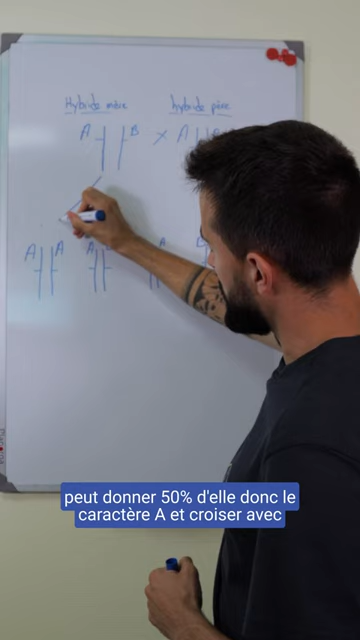 Hybride mère hybride père
A B × A
A A A A
peut donner 50% d'elle donc le
caractère A et croiser avec